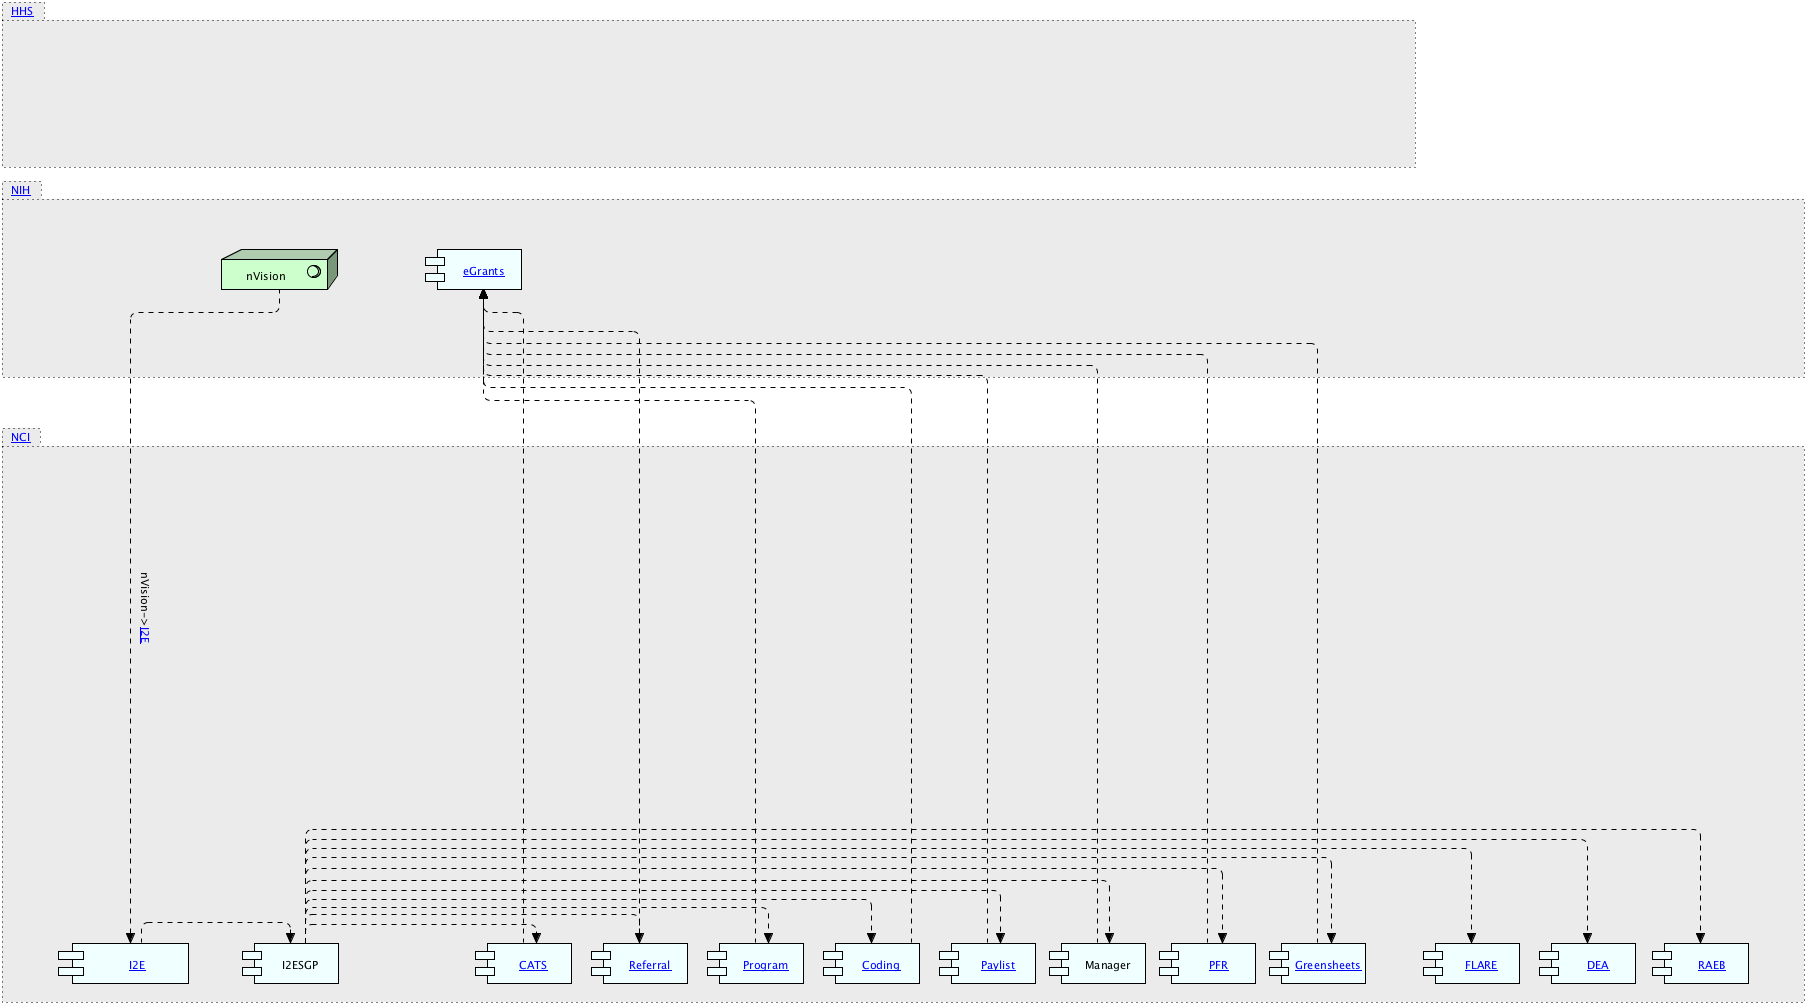 HHS
NIH
nVision
eGrants
NCI
nVision->I2E
I2E
I2ESGP
CATS
Referral
Program
Coding
Paylist
Manager
PFR
Greensheets
FLARE
DEA
RAEB